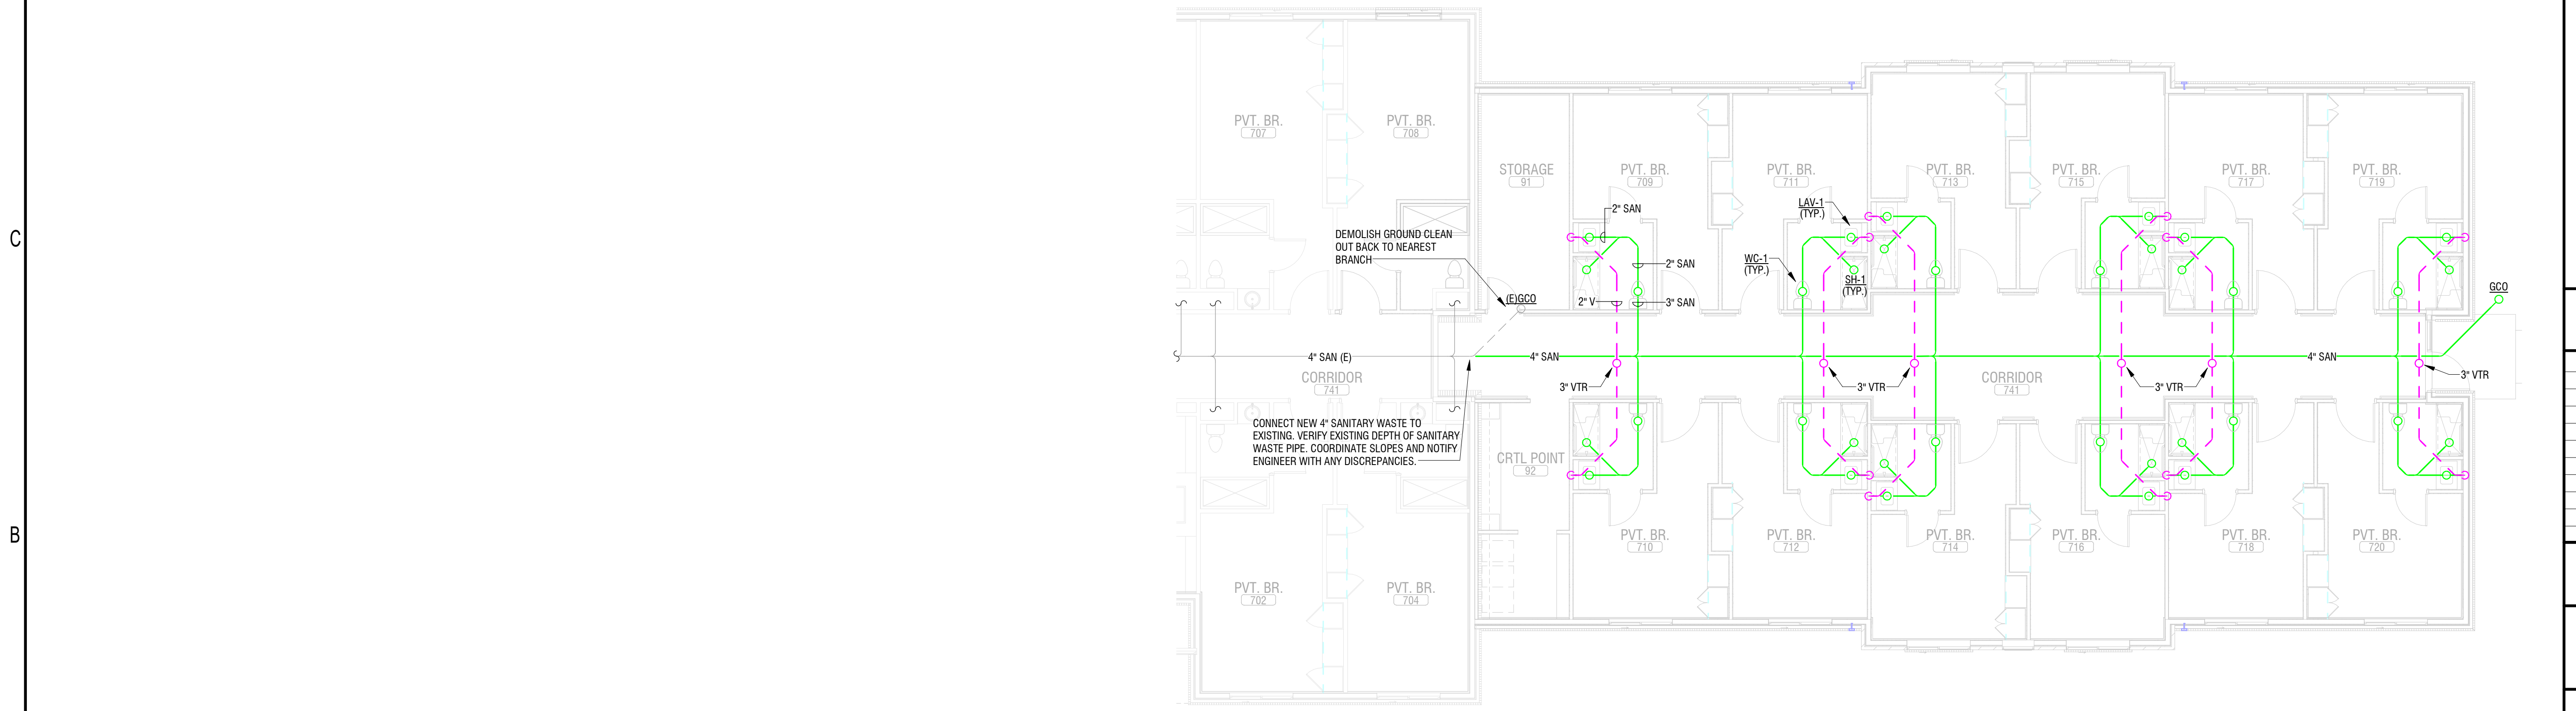 PVT. BR.
707
PVT. BR.
708
STORAGE
91
PVT. BR.
709
PVT. BR.
711
PVT. BR.
713
PVT. BR.
715
PVT. BR.
717
PVT. BR.
719
C
DEMOLISH GROUND CLEAN
OUT BACK TO NEAREST
BRANCH
2" SAN
LAV-1
(TYP.)
WC-1
(TYP.)
2" SAN
SH-1
(TYP.)
(E)GCO
2" V
3" SAN
GCO
4" SAN (E)
4" SAN
4" SAN
CORRIDOR
741
3" VTR
3" VTR
CORRIDOR
741
3" VTR
3" VTR
CONNECT NEW 4" SANITARY WASTE TO
EXISTING. VERIFY EXISTING DEPTH OF SANITARY
WASTE PIPE. COORDINATE SLOPES AND NOTIFY
ENGINEER WITH ANY DISCREPANCIES.
CRTL POINT
92
B
PVT. BR.
710
PVT. BR.
712
PVT. BR.
714
PVT. BR.
716
PVT. BR.
718
PVT. BR.
720
PVT. BR.
702
PVT. BR.
704